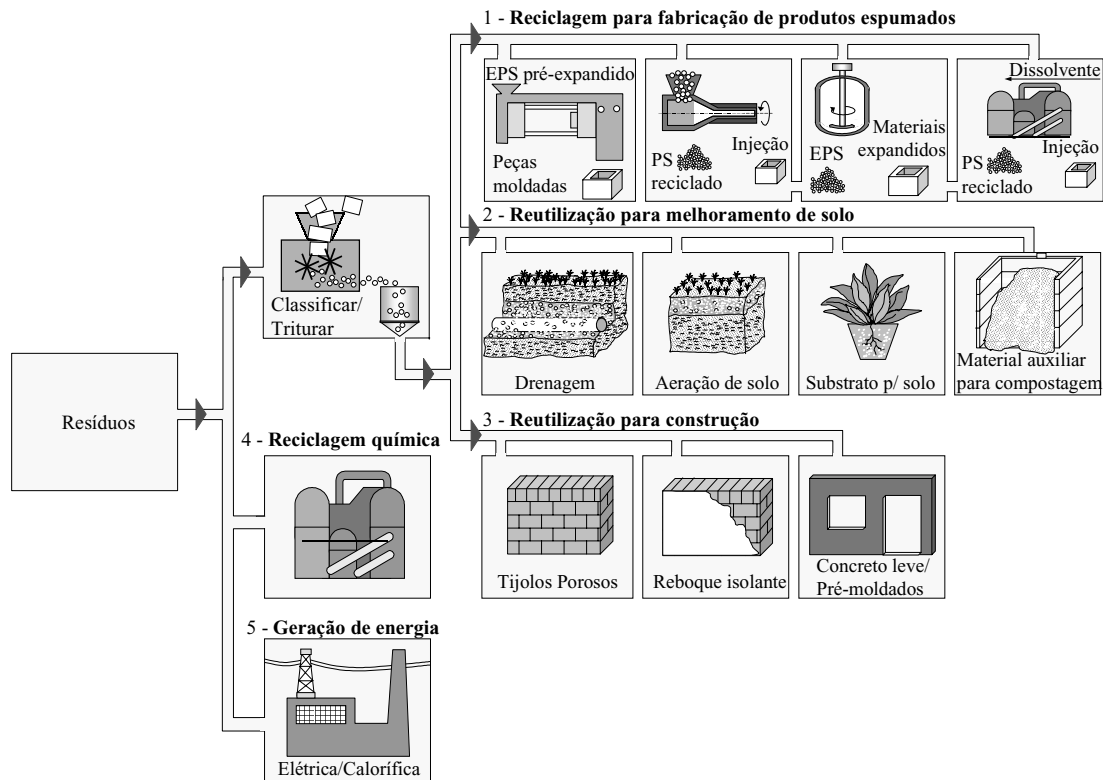 1 - Reciclagem para fabricação de produtos espumados
EPS pré-expandido
Peças
moldadas
Injeção
PS
reciclado
EPS
Materiais
expandidos
Dissolvente
PS
reciclado
Injeção
2 - Reutilização para melhoramento de solo
Classificar/
Triturar
Drenagem
Aeração de solo
Substrato p/ solo
Material auxiliar
para compostagem
Resíduos
3 - Reutilização para construção
Tijolos Porosos
Reboque isolante
Concreto leve/
Pré-moldados
4 - Reciclagem química
5 - Geração de energia
Elétrica/Calorífica